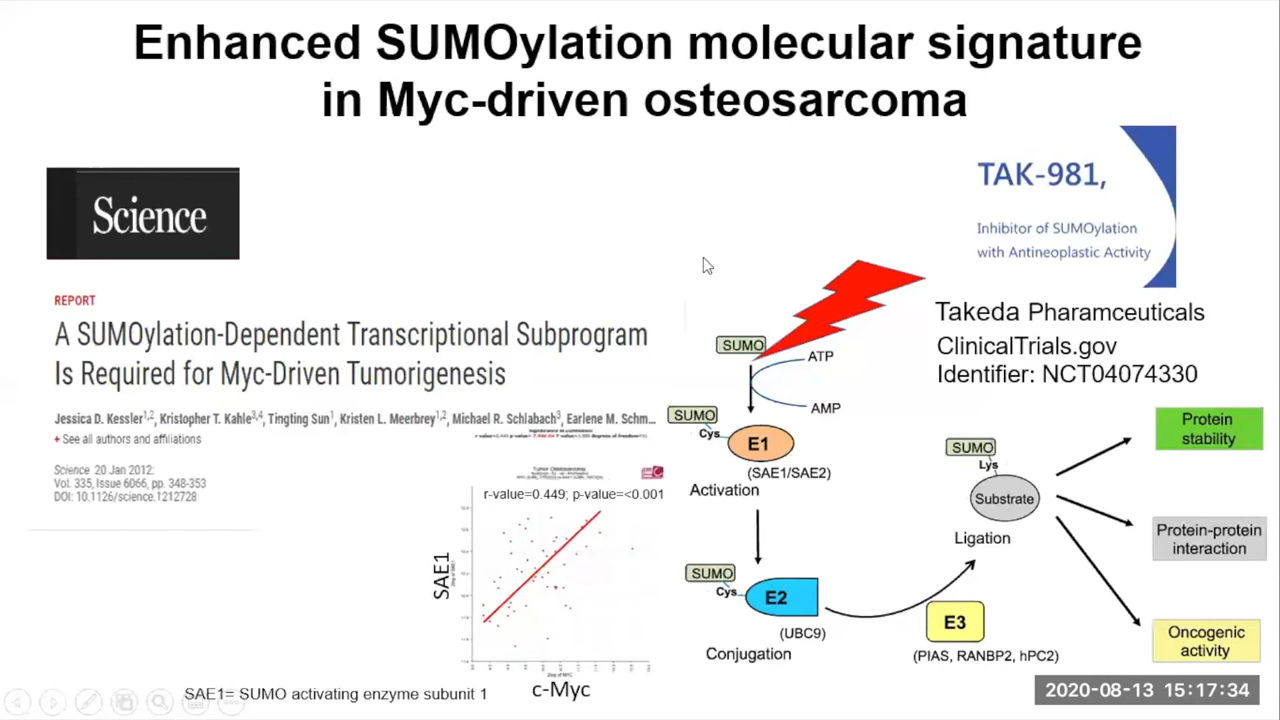 Enhanced SUMOylation molecular signature
in Myc-driven osteosarcoma
Science
REPORT
A SUMOylation-Dependent Transcriptional Subprogram
Is Required for Myc-Driven Tumorigenesis
Jessica D. Kessler1,2, Kristopher T. Kahle3,4, Tingting Sun1, Kristen L. Meerbrey1,2, Michael R. Schlabach3, Earlene M. Schm...
+ See all authors and affiliations
Science 20 Jan 2012:
Vol. 335, Issue 6066, pp. 348-353
DOI: 10.1126/science.1212728
r-value=0.449; p-value=<0.001
SAE1
c-Myc
SAE1= SUMO activating enzyme subunit 1
TAK-981,
Inhibitor of SUMOylation
with Antineoplastic Activity
Takeda Pharamceuticals
ClinicalTrials.gov
Identifier: NCT04074330
SUMO
ATP
AMP
SUMO
Cys
E1
(SAE1/SAE2)
Activation
SUMO
Cys
E2
(UBC9)
Conjugation
E3
(PIAS, RANBP2, hPC2)
SUMO
Lys
Substrate
Ligation
Protein
stability
Protein-protein
interaction
Oncogenic
activity
2020-08-13 15:17:34